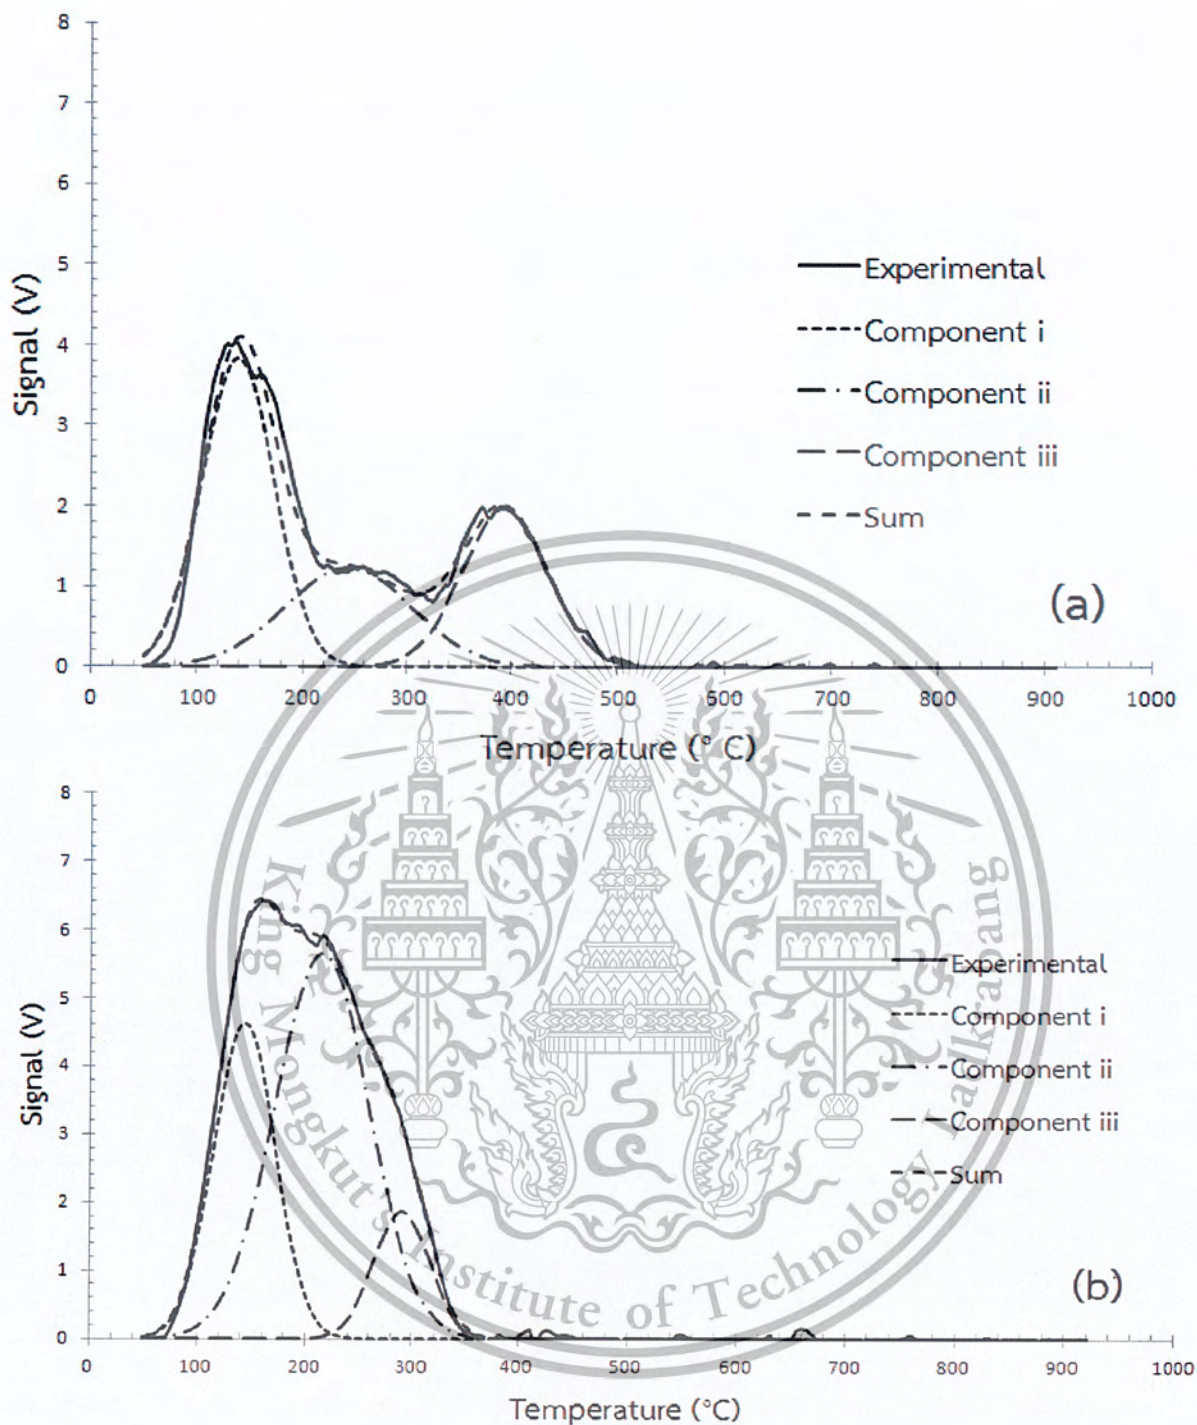 8
7
6
5
4
3
2
1
0
Signal (V)
Experimental
Component i
Component ii
Component iii
Sum
(a)
0 100 200 300 400 500 600 700 800 900 1000
Temperature (° C)
8
7
6
5
4
3
2
1
0
Signal (V)
Experimental
Component i
Component ii
Component iii
Sum
(b)
0 100 200 300 400 500 600 700 800 900 1000
Temperature (°C)
King Mongkut's Institute of Technology Ladkrabang